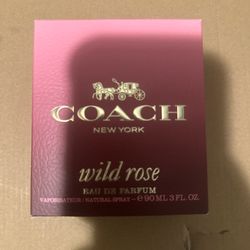 COACH
NEW YORK
wild rose
EAU DE PARFUM
VAPORISATEUR / NATURAL SPRAY - ℮ 90 ML 3 FL. OZ.